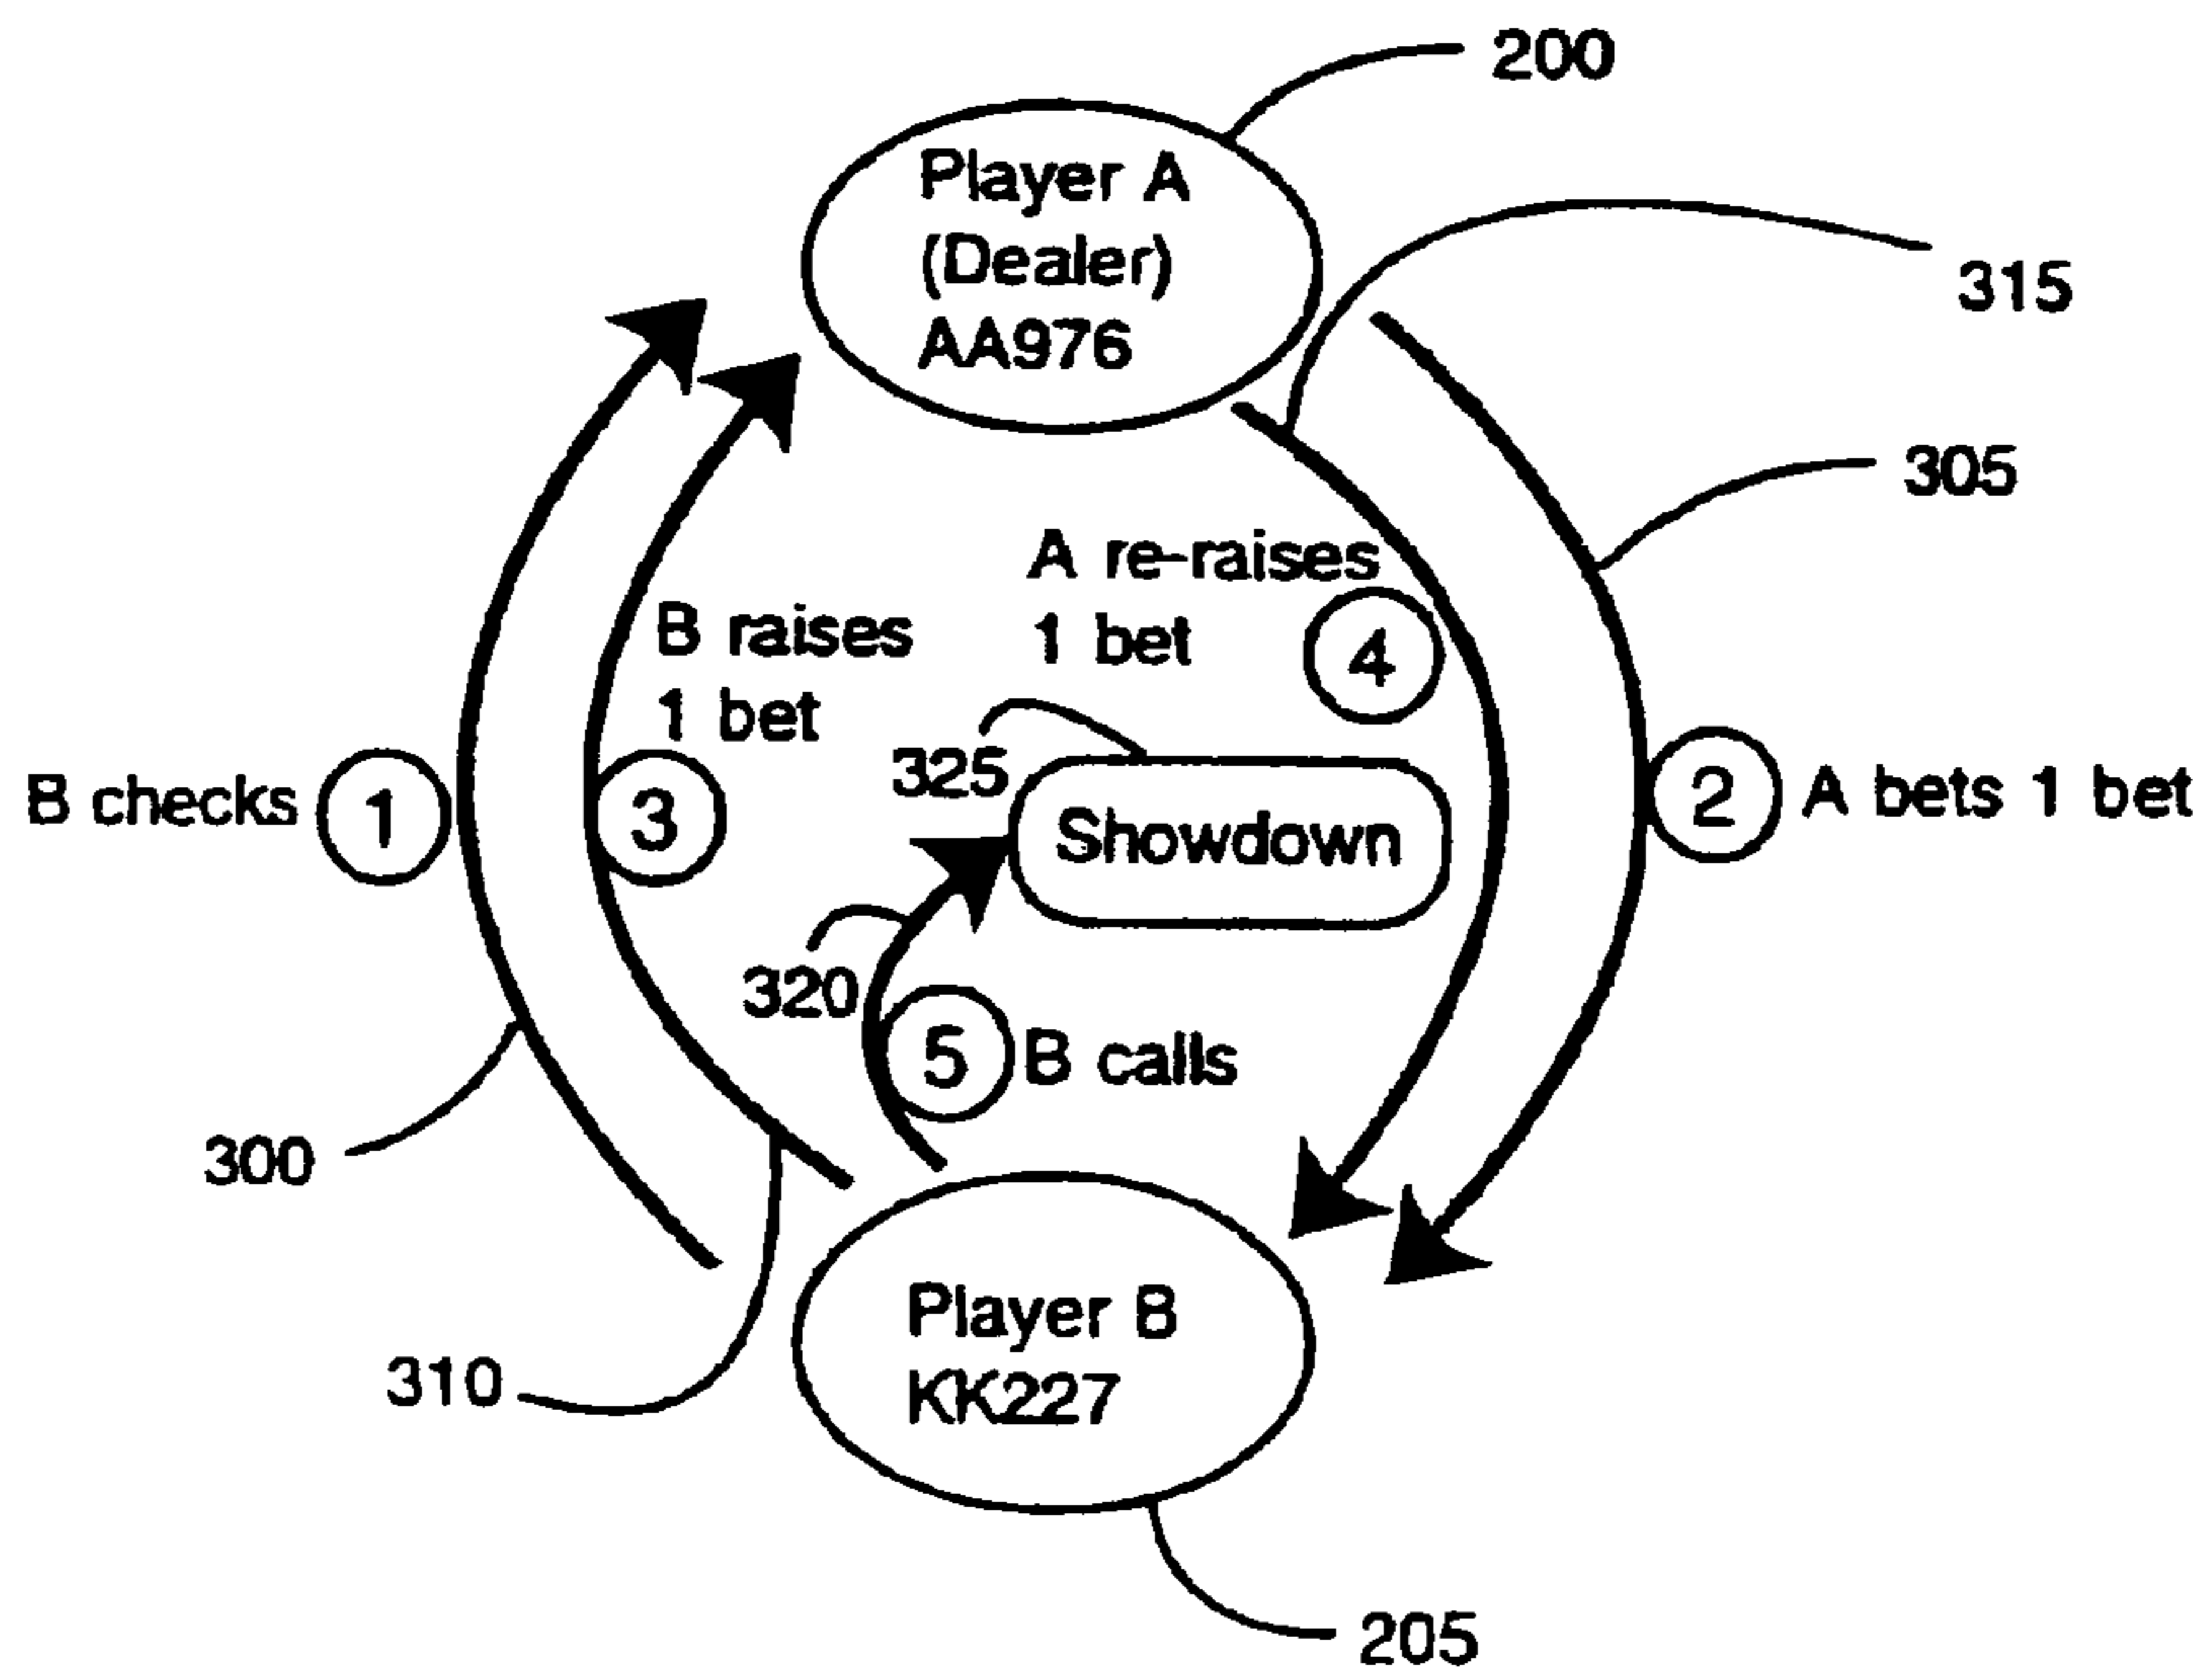 200
Player A
(Dealer)
AA976
315
305
A re-raises
1 bet
4
B raises
1 bet
325
B checks 1
3
Showdown
2 A bets 1 bet
320
5 B calls
300
310
Player B
KK227
205